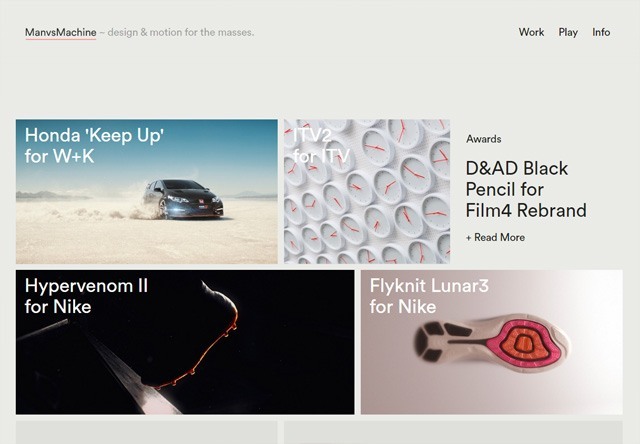 ManvsMachine – design & motion for the masses.
Work Play Info
Honda 'Keep Up'
for W+K
ITV2
for ITV
Awards
D&AD Black
Pencil for
Film4 Rebrand
+ Read More
Hypervenom II
for Nike
Flyknit Lunar3
for Nike